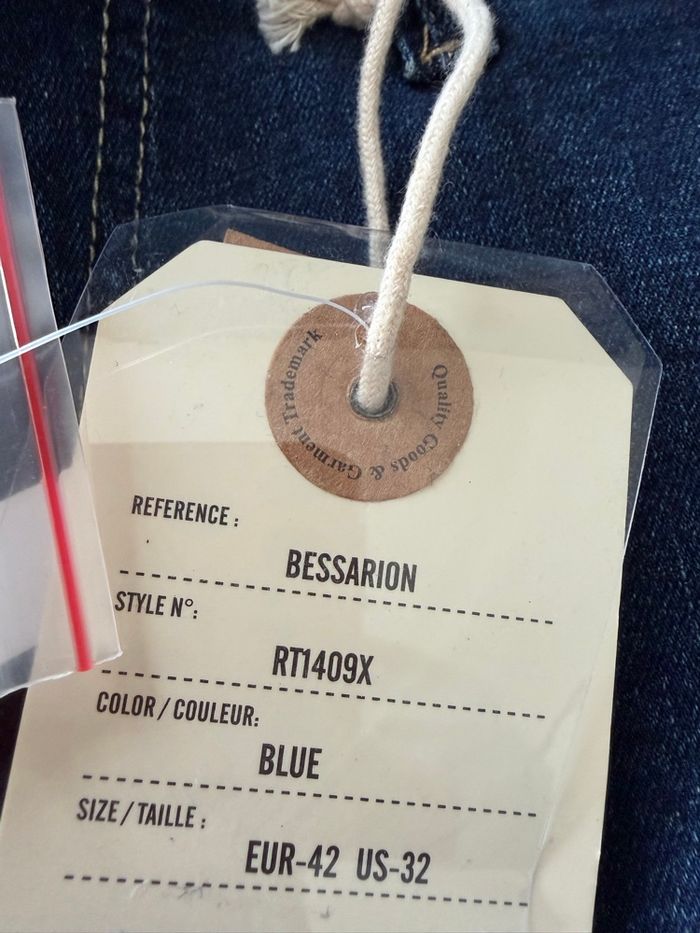 Quality Goods & Garment Trademark
REFERENCE :
BESSARION
STYLE N°:
RT1409X
COLOR / COULEUR:
BLUE
SIZE / TAILLE :
EUR-42 US-32